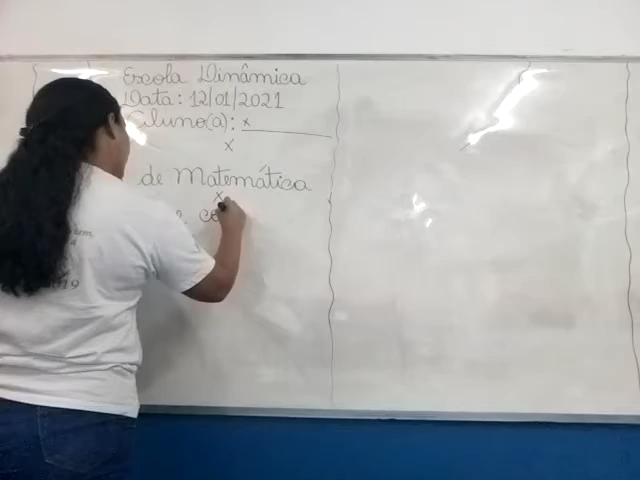 Escola Dinâmica
Data: 12/01/2021
Aluno(a): x
x
de Matemática
x